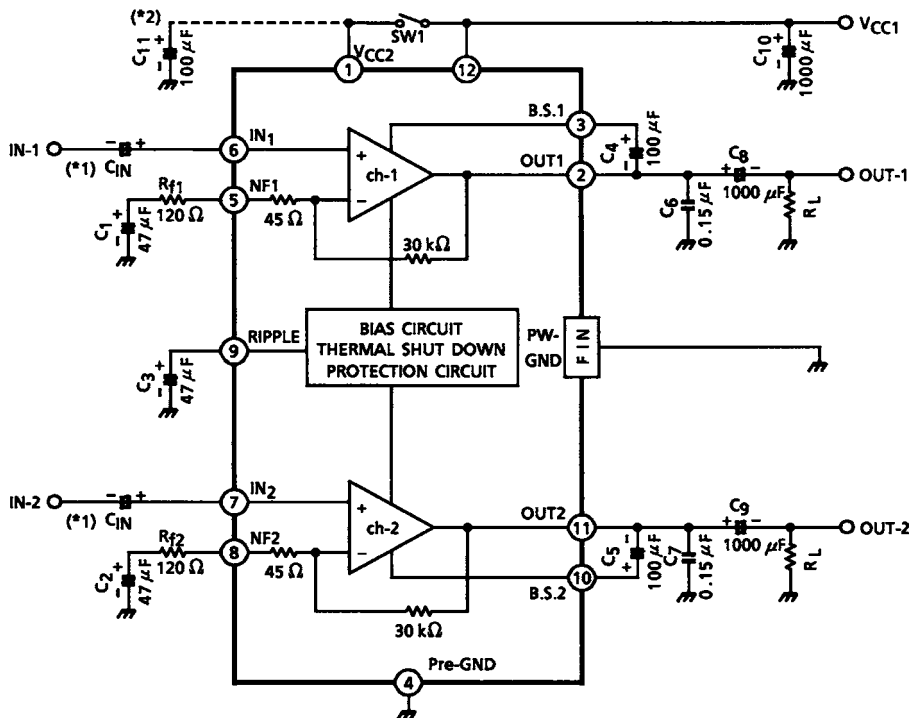 (*2)
C11
+
-
100 μF
VCC2
1
SW1
12
C10
+
-
1000 μF
VCC1
B.S.1
3
C4
+
-
100 μF
IN-1
(*1)
-
+
CIN
6
IN1
+
ch-1
-
OUT1
2
C8
+
-
1000 μF
OUT-1
C6
0.15 μF
RL
Rf1
120 Ω
5
NF1
45 Ω
C1
+
-
47 μF
30 kΩ
9
RIPPLE
C3
+
-
47 μF
BIAS CIRCUIT
THERMAL SHUT DOWN
PROTECTION CIRCUIT
PW-
GND
FIN
IN-2
(*1)
-
+
CIN
7
IN2
+
ch-2
-
OUT2
11
C9
+
-
1000 μF
OUT-2
C5
-
+
100 μF
C7
0.15 μF
RL
Rf2
120 Ω
8
NF2
45 Ω
C2
+
-
47 μF
10
B.S.2
30 kΩ
Pre-GND
4